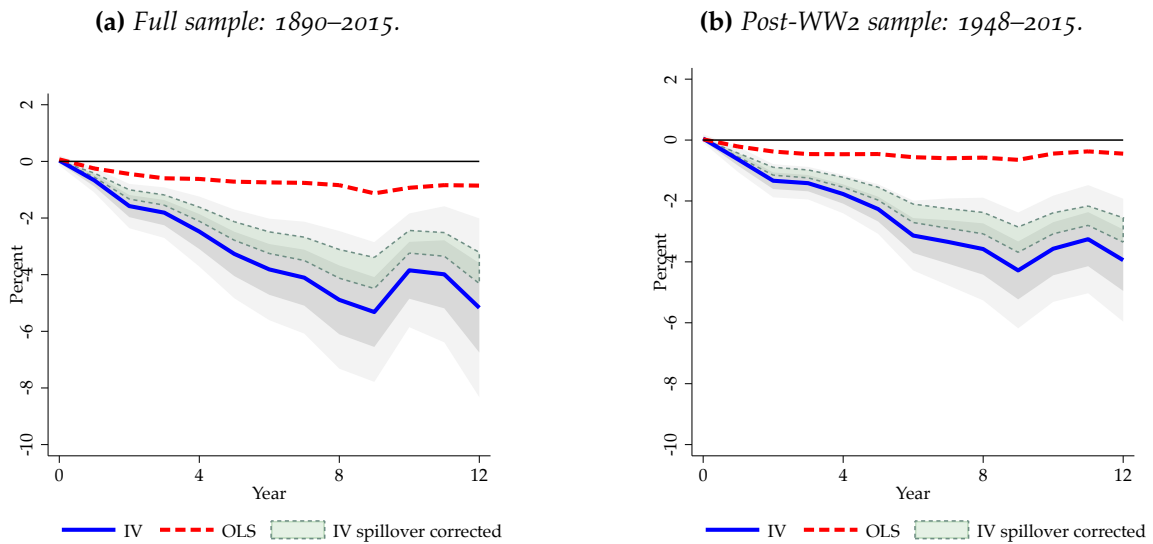 (a) Full sample: 1890–2015.
2
0
-2
-4
-6
-8
-10
Percent
0 4 8 12
Year
IV OLS IV spillover corrected
(b) Post-WW2 sample: 1948–2015.
2
0
-2
-4
-6
-8
-10
Percent
0 4 8 12
Year
IV OLS IV spillover corrected